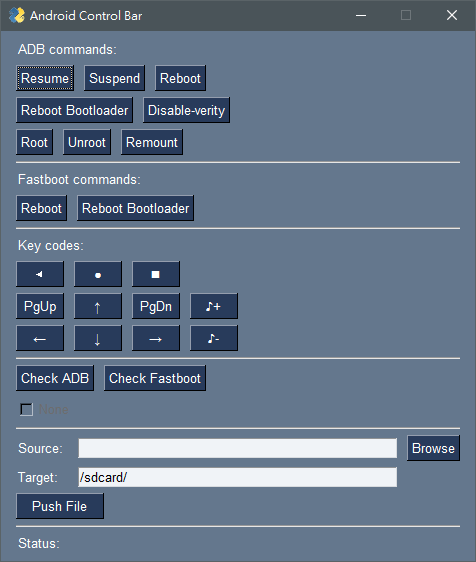 Android Control Bar
ADB commands:
Resume Suspend Reboot
Reboot Bootloader Disable-verity
Root Unroot Remount
Fastboot commands:
Reboot Reboot Bootloader
Key codes:
◂ ● ■
PgUp ↑ PgDn ♪+
← ↓ → ♪-
Check ADB Check Fastboot
None
Source: Browse
Target: /sdcard/
Push File
Status: